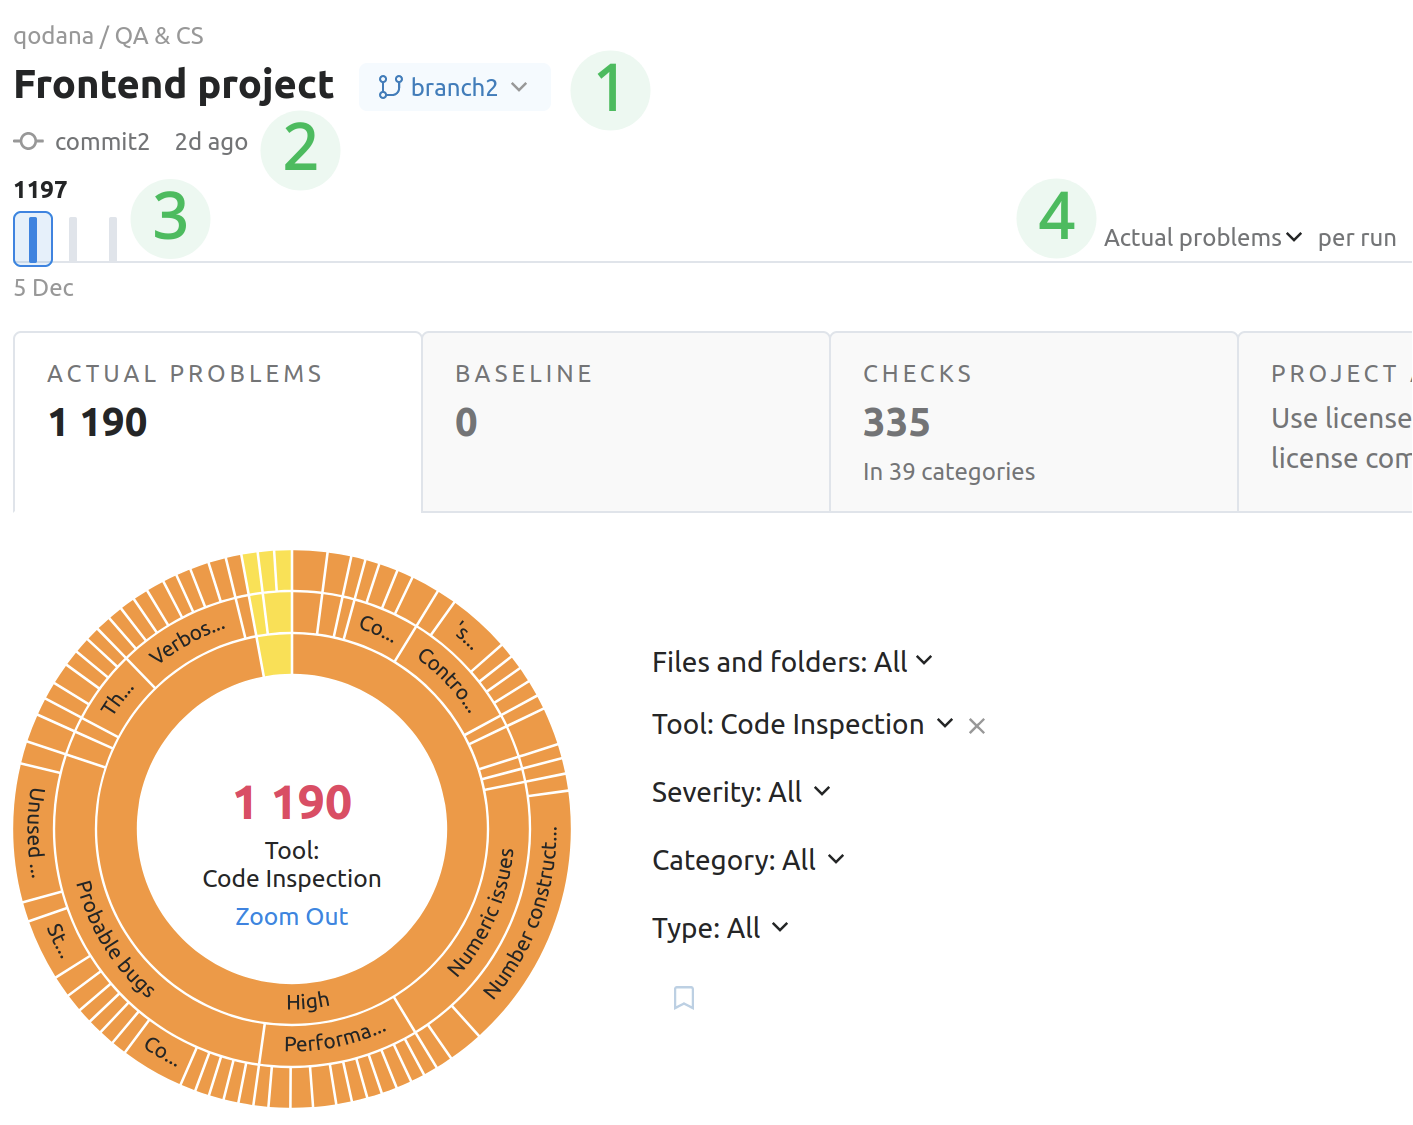 qodana / QA & CS
Frontend project
branch2
1
commit2 2d ago
2
1197
3
4
Actual problems per run
5 Dec
ACTUAL PROBLEMS
1 190
BASELINE
0
CHECKS
335
In 39 categories
PROJECT
Use license
license com
Co...
Contro...
's...
Numeric issues
Number construct...
High
Performa...
Probable bugs
Co...
St...
Unused ...
Th...
Verbos...
1 190
Tool:
Code Inspection
Zoom Out
Files and folders: All
Tool: Code Inspection
Severity: All
Category: All
Type: All